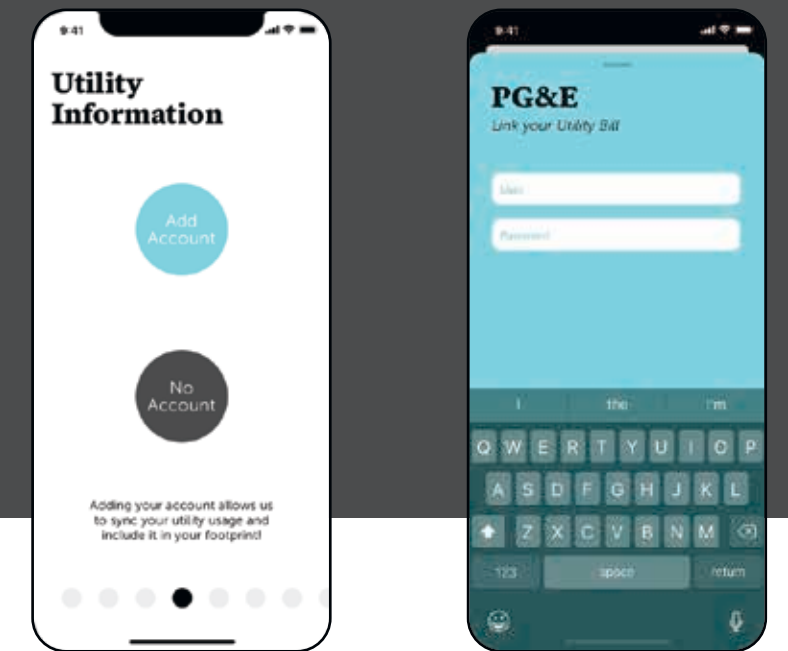 9:41
Utility
Information
Add
Account
No
Account
Adding your account allows us
to sync your utility usage and
include it in your footprint!
9:41
PG&E
Link your Utility Bill
User
Password
I the I'm
Q W E R T Y U I O P
A S D F G H J K L
Z X C V B N M
123 space return